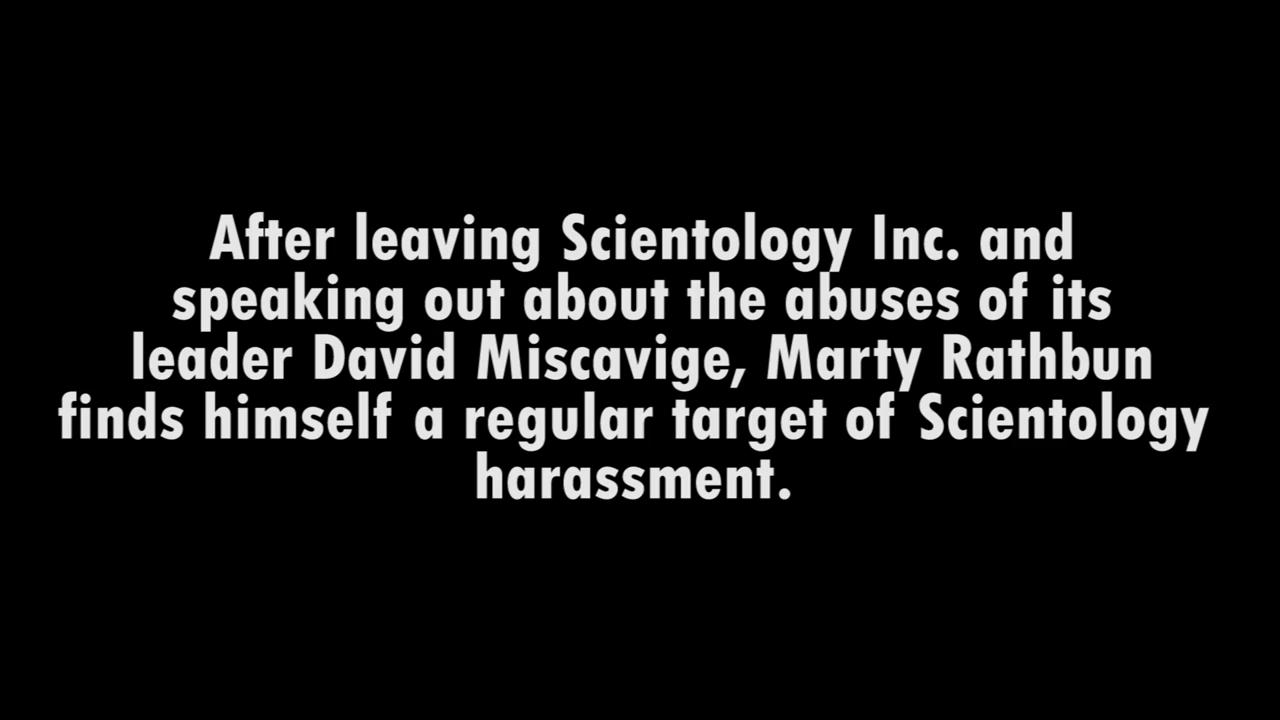 After leaving Scientology Inc. and
speaking out about the abuses of its
leader David Miscavige, Marty Rathbun
finds himself a regular target of Scientology
harassment.